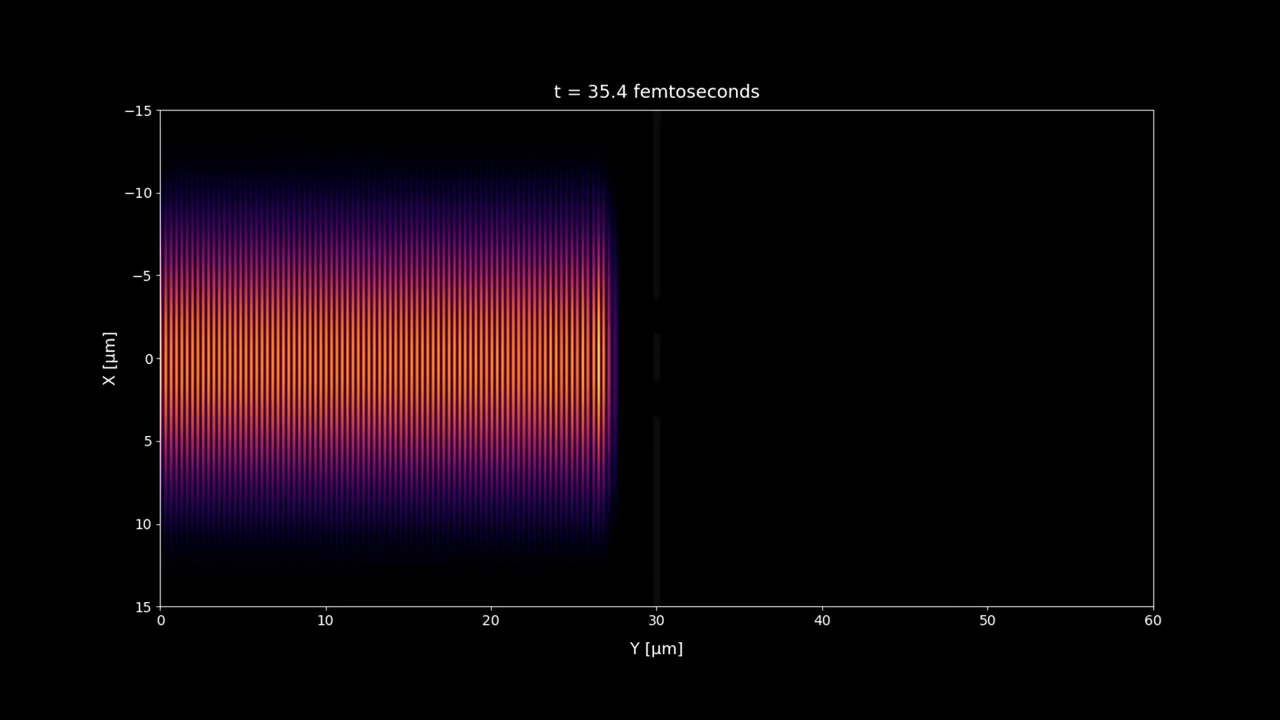 t = 35.4 femtoseconds
−15
−10
−5
0
5
10
15
X [μm]
0 10 20 30 40 50 60
Y [μm]